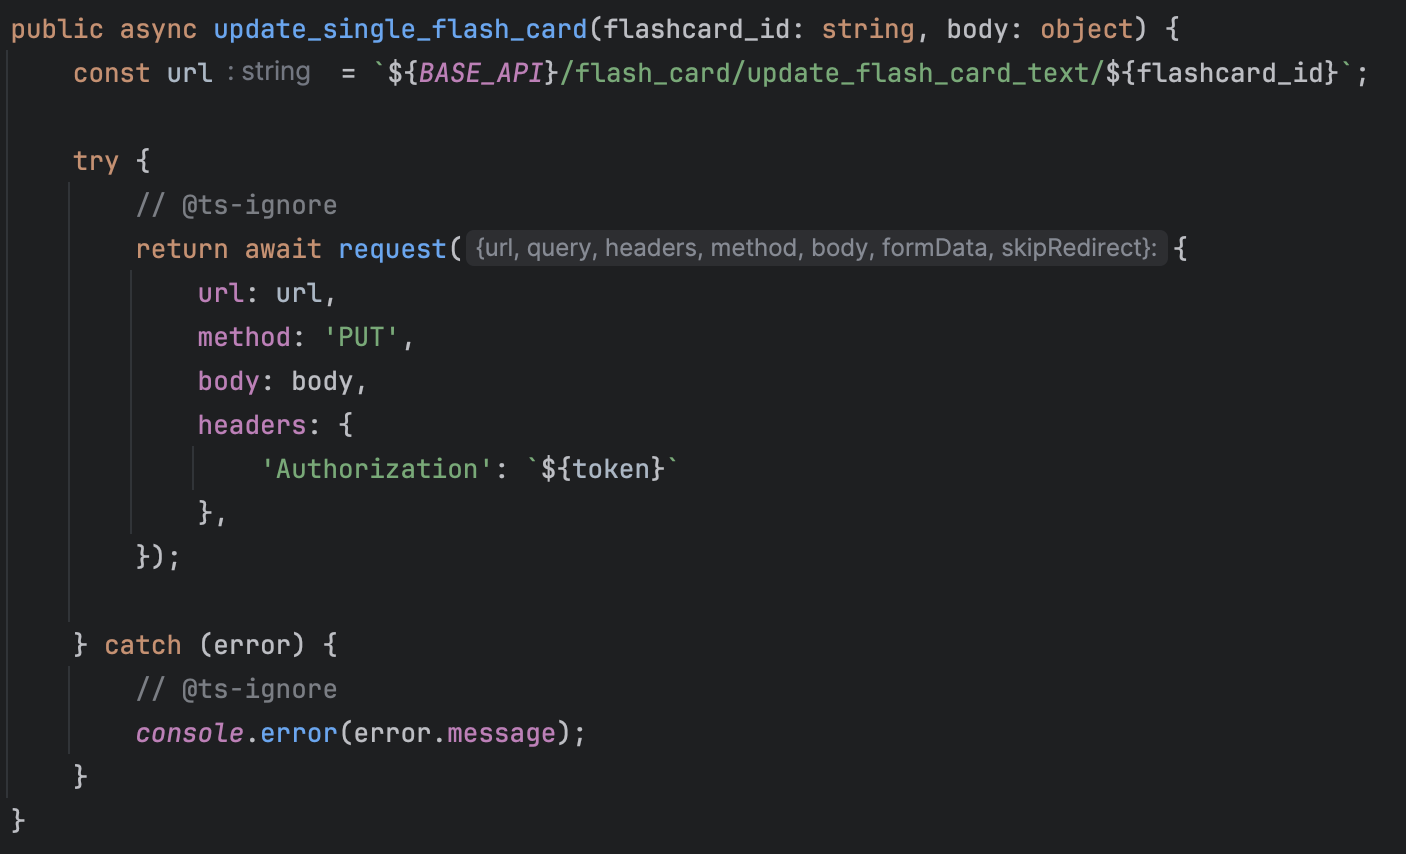 public async update_single_flash_card(flashcard_id: string, body: object) {
const url : string = `${BASE_API}/flash_card/update_flash_card_text/${flashcard_id}`;
try {
// @ts-ignore
return await request( {url, query, headers, method, body, formData, skipRedirect}: {
url: url,
method: 'PUT',
body: body,
headers: {
'Authorization': `${token}`
},
});
} catch (error) {
// @ts-ignore
console.error(error.message);
}
}